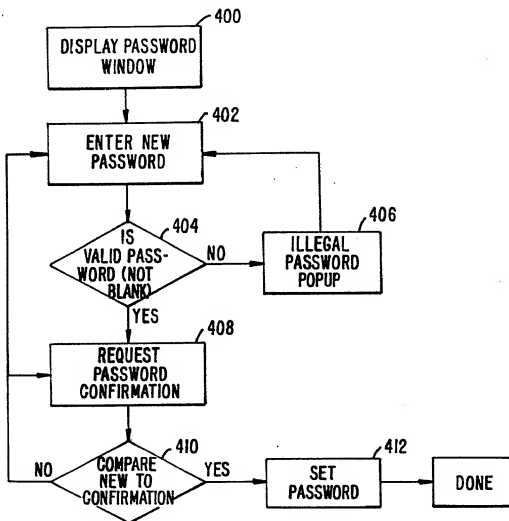 400
DISPLAY PASSWORD
WINDOW
402
ENTER NEW
PASSWORD
404
IS
VALID PASS-
WORD (NOT
BLANK)
NO
406
ILLEGAL
PASSWORD
POPUP
YES
408
REQUEST
PASSWORD
CONFIRMATION
410
NO
COMPARE
NEW TO
CONFIRMATION
YES
412
SET
PASSWORD
DONE